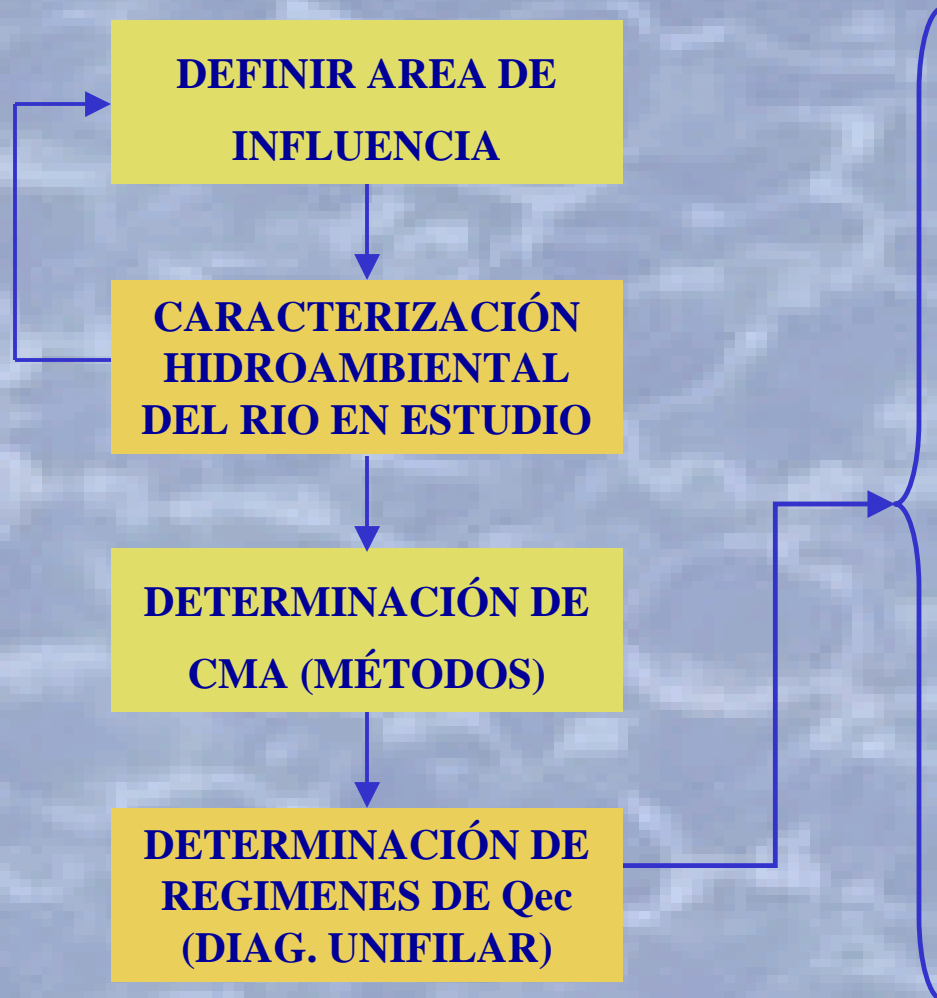 DEFINIR AREA DE
INFLUENCIA
CARACTERIZACIÓN
HIDROAMBIENTAL
DEL RIO EN ESTUDIO
DETERMINACIÓN DE
CMA (MÉTODOS)
DETERMINACIÓN DE
REGIMENES DE Qec
(DIAG. UNIFILAR)